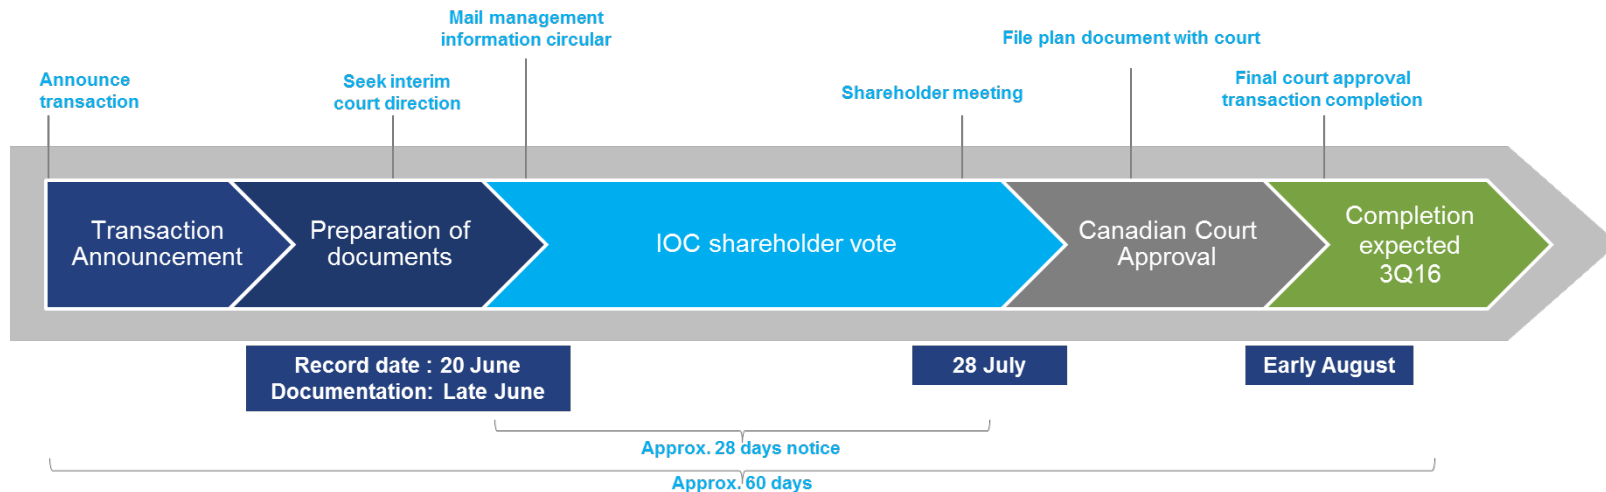 Mail management
information circular
File plan document with court
Announce
transaction
Seek interim
court direction
Shareholder meeting
Final court approval
transaction completion
Transaction
Announcement
Preparation of
documents
IOC shareholder vote
Canadian Court
Approval
Completion
expected
3Q16
Record date : 20 June
Documentation: Late June
28 July
Early August
Approx. 28 days notice
Approx. 60 days